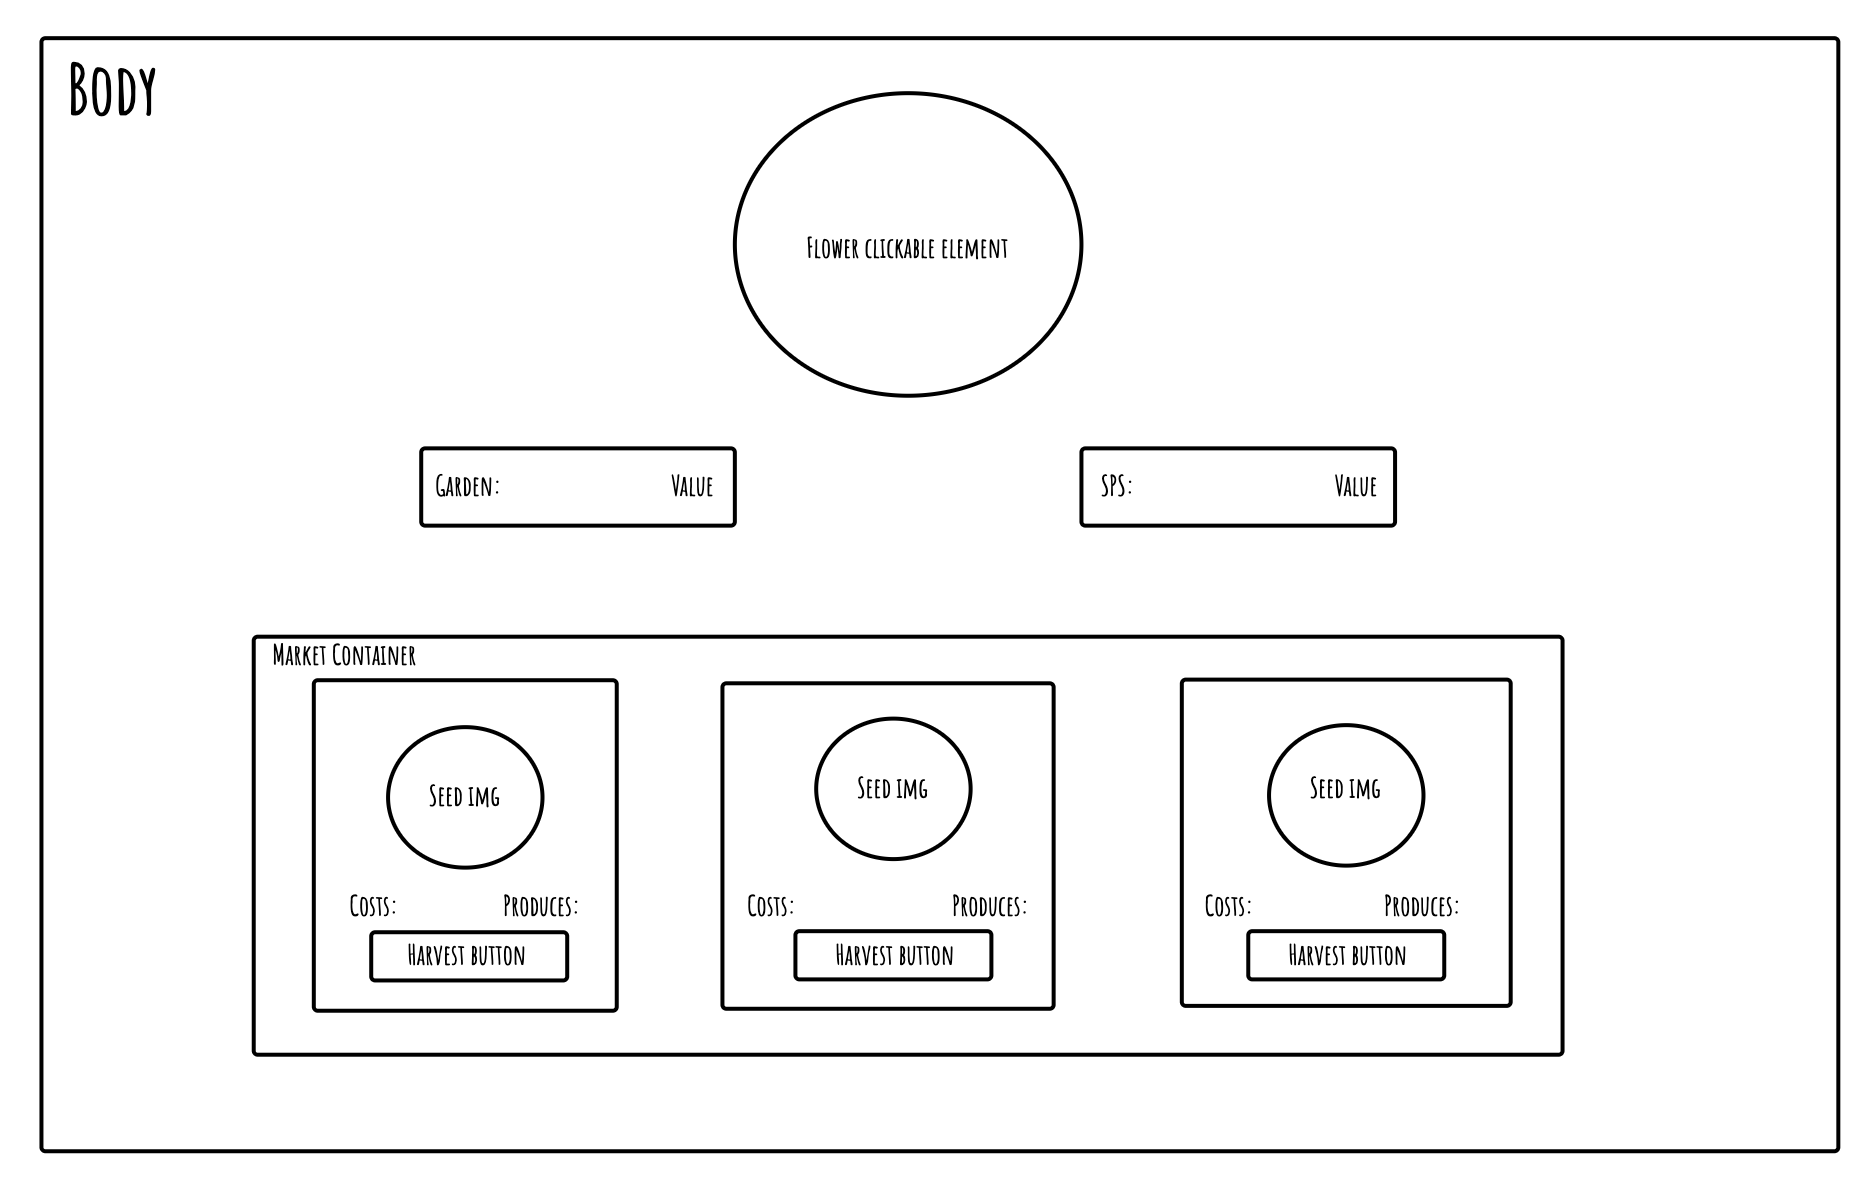 Body
Flower clickable element
Garden: Value
SPS: Value
Market Container
Seed img
Costs: Produces:
Harvest button
Seed img
Costs: Produces:
Harvest button
Seed img
Costs: Produces:
Harvest button